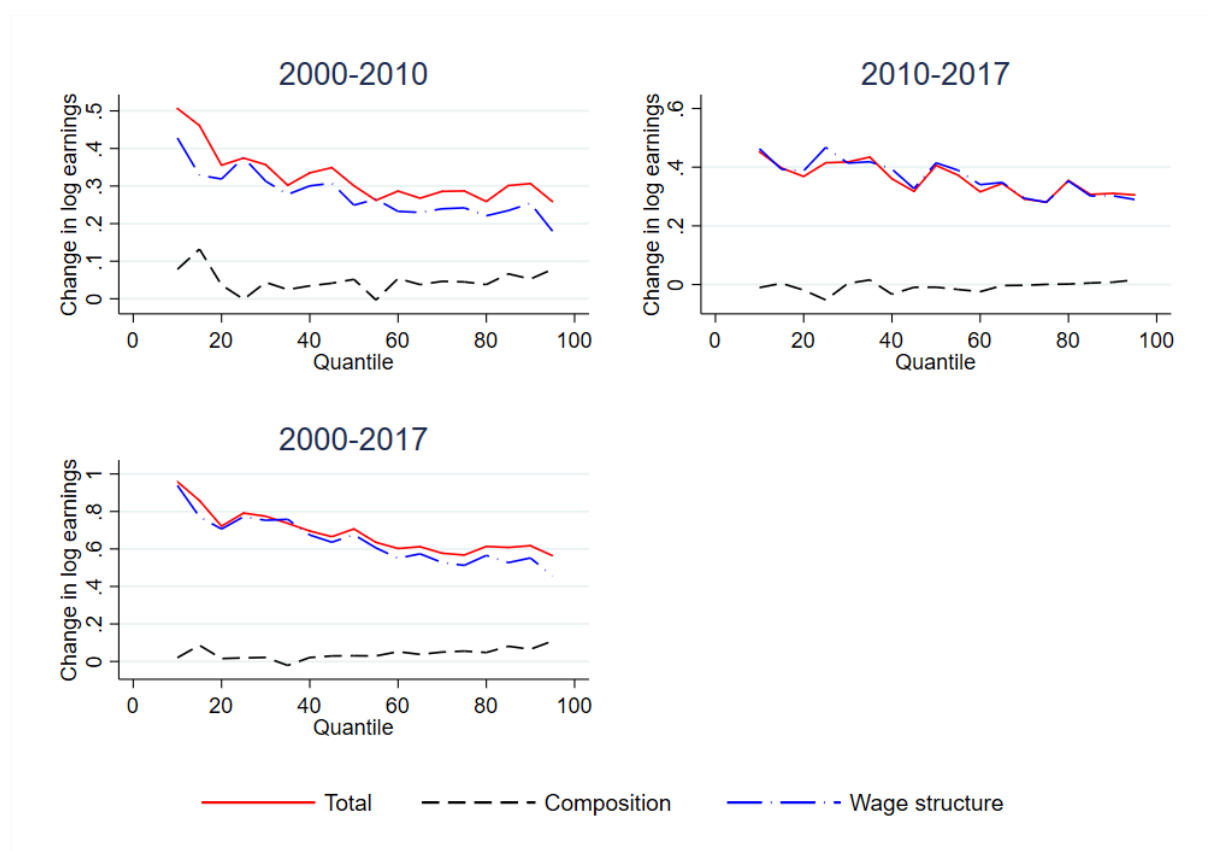 2000-2010
Change in log earnings
0 .1 .2 .3 .4 .5
0 20 40 60 80 100
Quantile
2010-2017
Change in log earnings
0 .2 .4 .6
0 20 40 60 80 100
Quantile
2000-2017
Change in log earnings
0 .2 .4 .6 .8 1
0 20 40 60 80 100
Quantile
Total Composition Wage structure